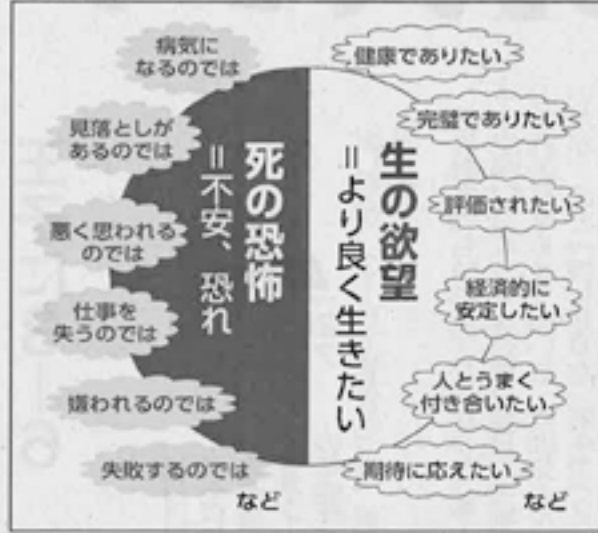 病気に
なるのでは
見落としが
あるのでは
悪く思われる
のでは
仕事を
失うのでは
嫌われるのでは
失敗するのでは
など
死の恐怖
＝不安、恐れ
生の欲望
＝より良く生きたい
健康でありたい
完璧でありたい
評価されたい
経済的に
安定したい
人とうまく
付き合いたい
期待に応えたい
など